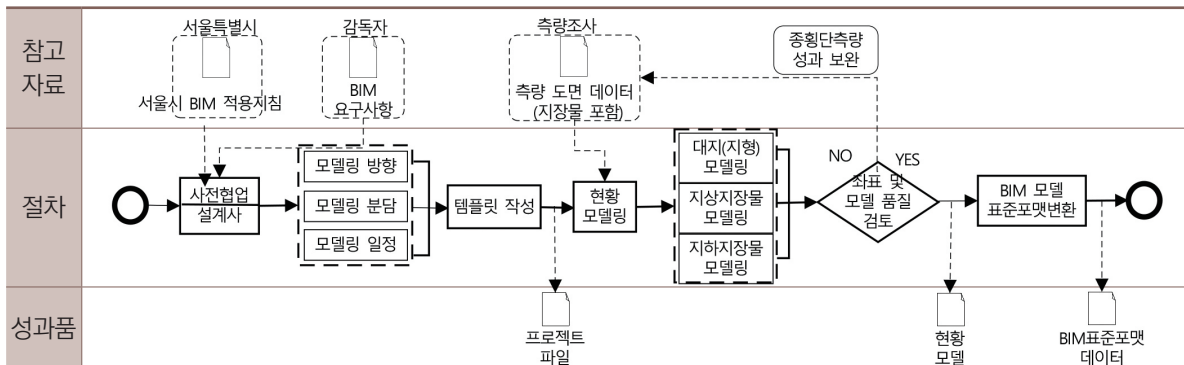 참고
자료
서울특별시
서울시 BIM 적용지침
감독자
BIM
요구사항
측량조사
측량 도면 데이터
(지장물 포함)
종횡단측량
성과 보완
절차
사전협업
설계사
모델링 방향
모델링 분담
모델링 일정
템플릿 작성
현황
모델링
대지(지형)
모델링
지상지장물
모델링
지하지장물
모델링
NO
YES
좌표 및
모델 품질
검토
BIM 모델
표준포맷변환
성과품
프로젝트
파일
현황
모델
BIM표준포맷
데이터